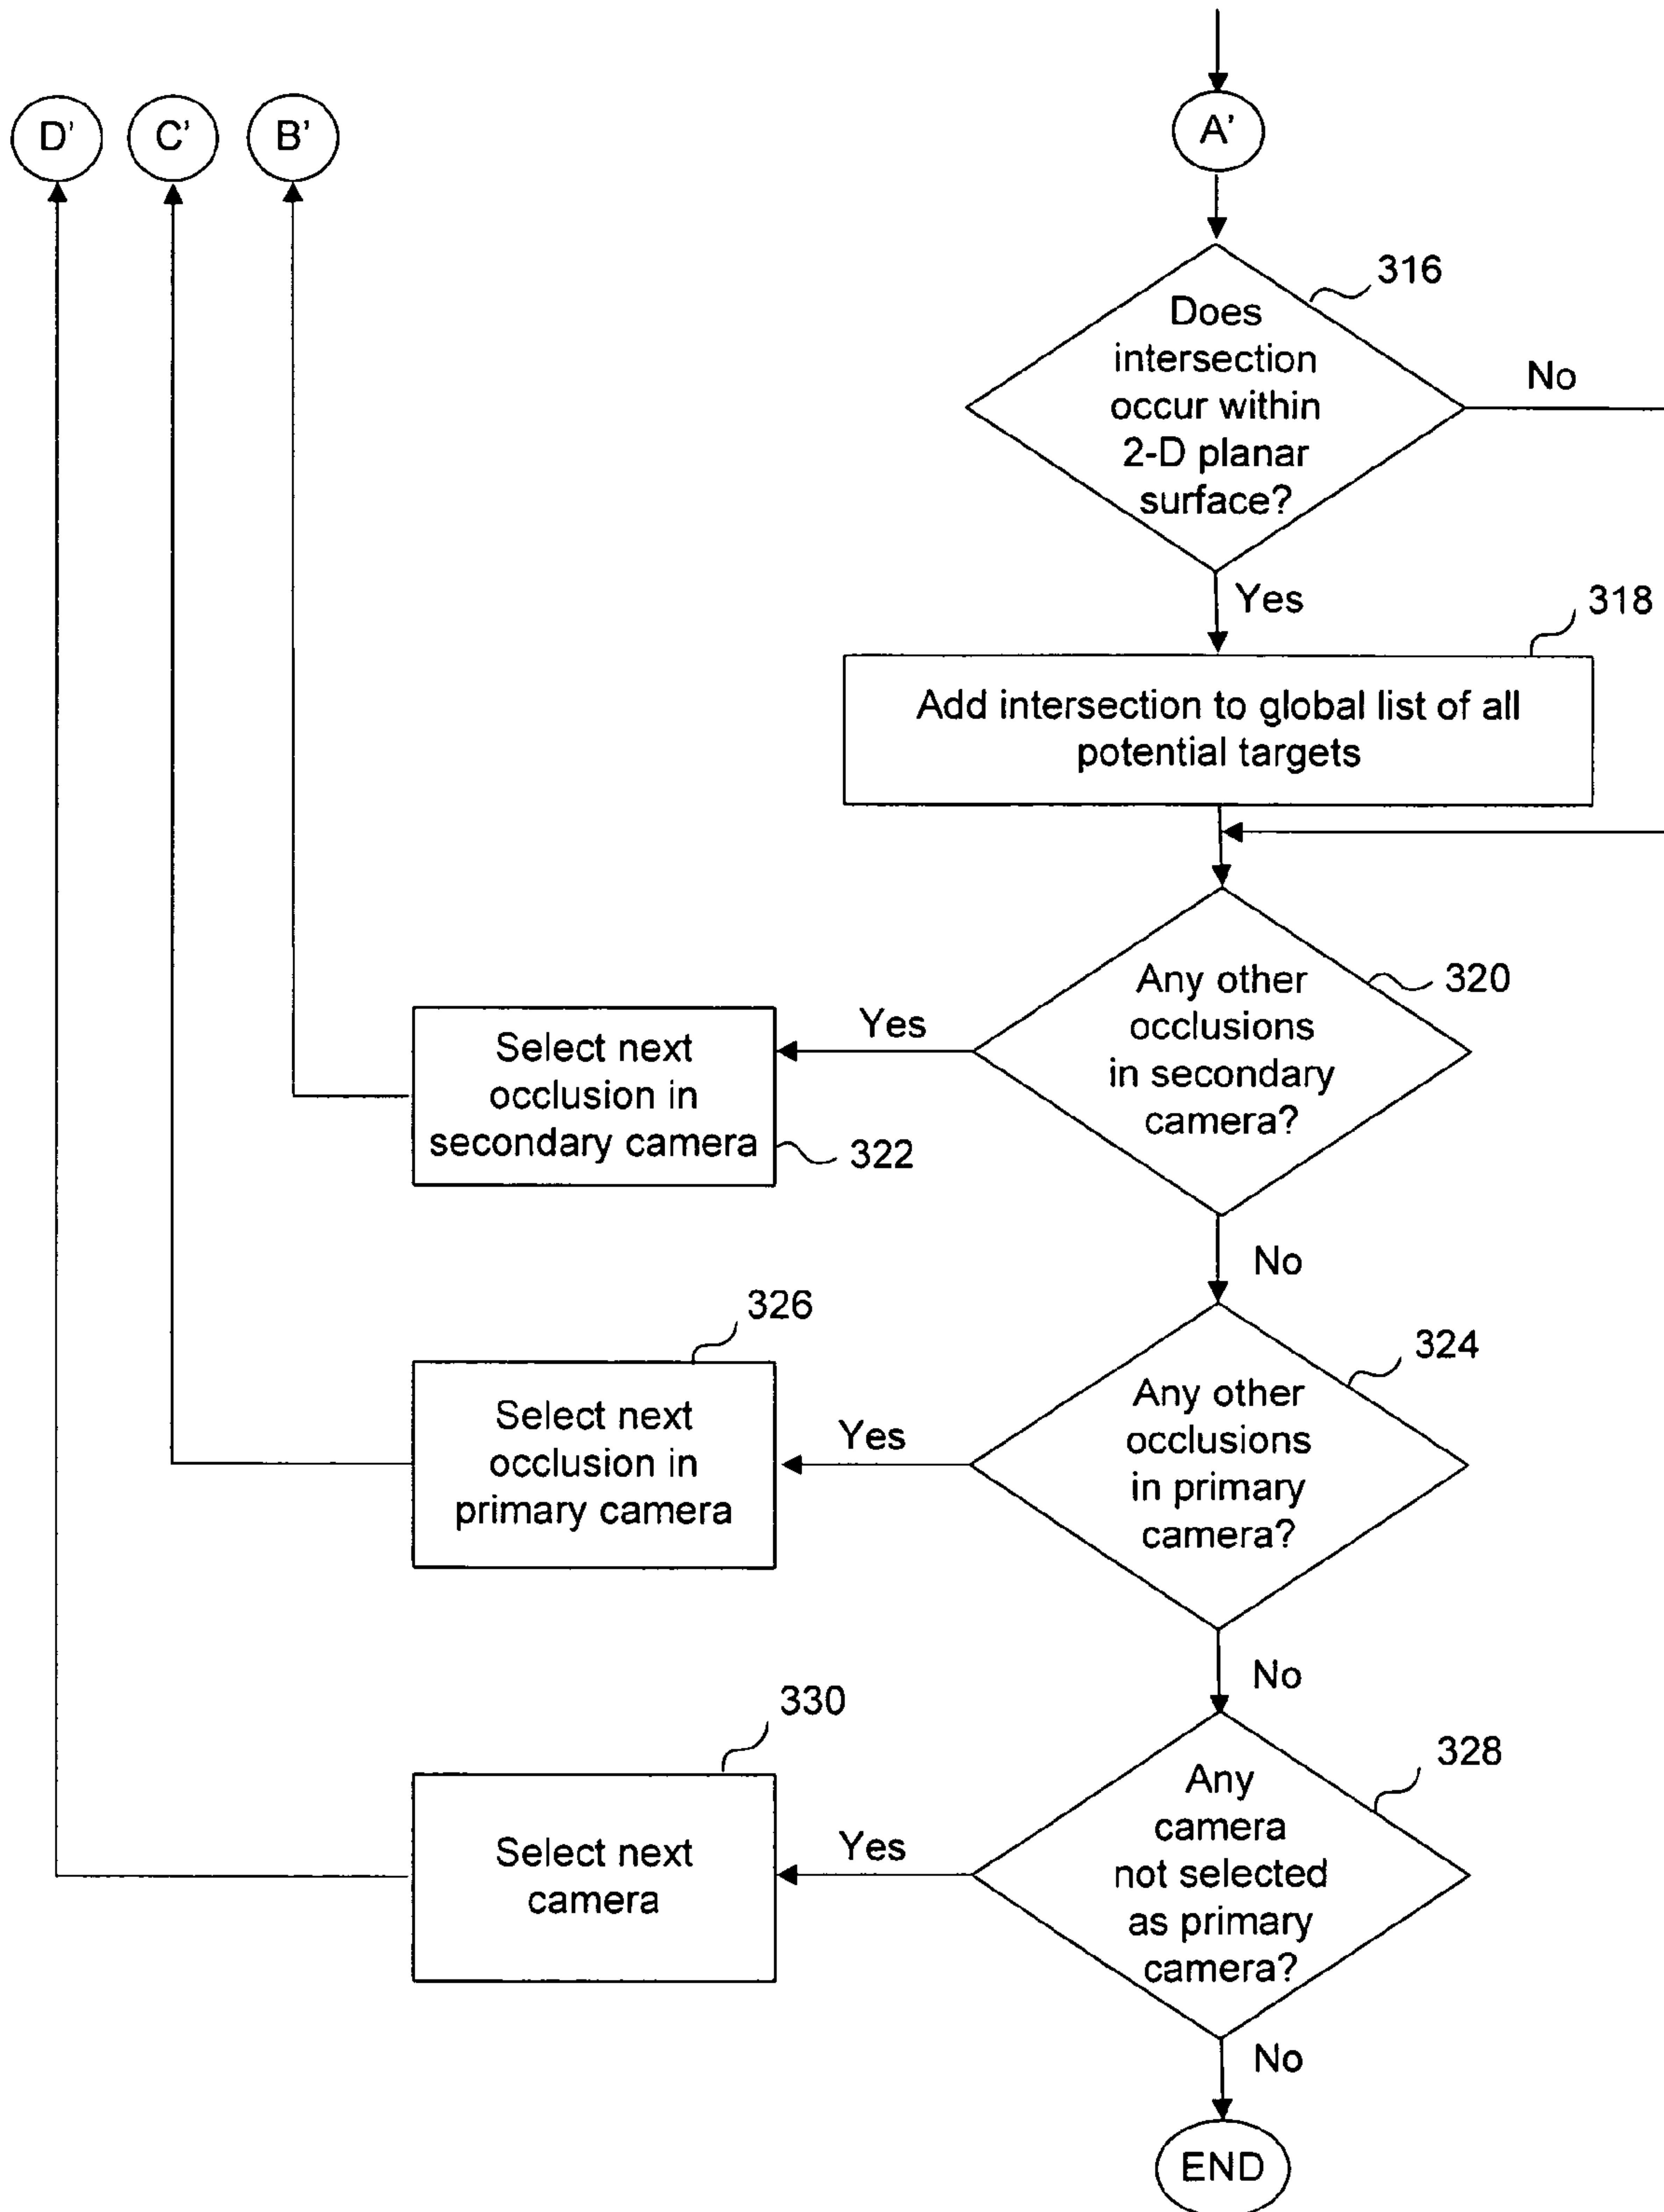 D'
C'
B'
A'
316
Does
intersection
occur within
2-D planar
surface?
No
Yes
318
Add intersection to global list of all
potential targets
Any other
occlusions
in secondary
camera?
320
Yes
Select next
occlusion in
secondary camera
322
No
326
324
Any other
occlusions
in primary
camera?
Yes
Select next
occlusion in
primary camera
No
330
328
Any
camera
not selected
as primary
camera?
Yes
Select next
camera
No
END